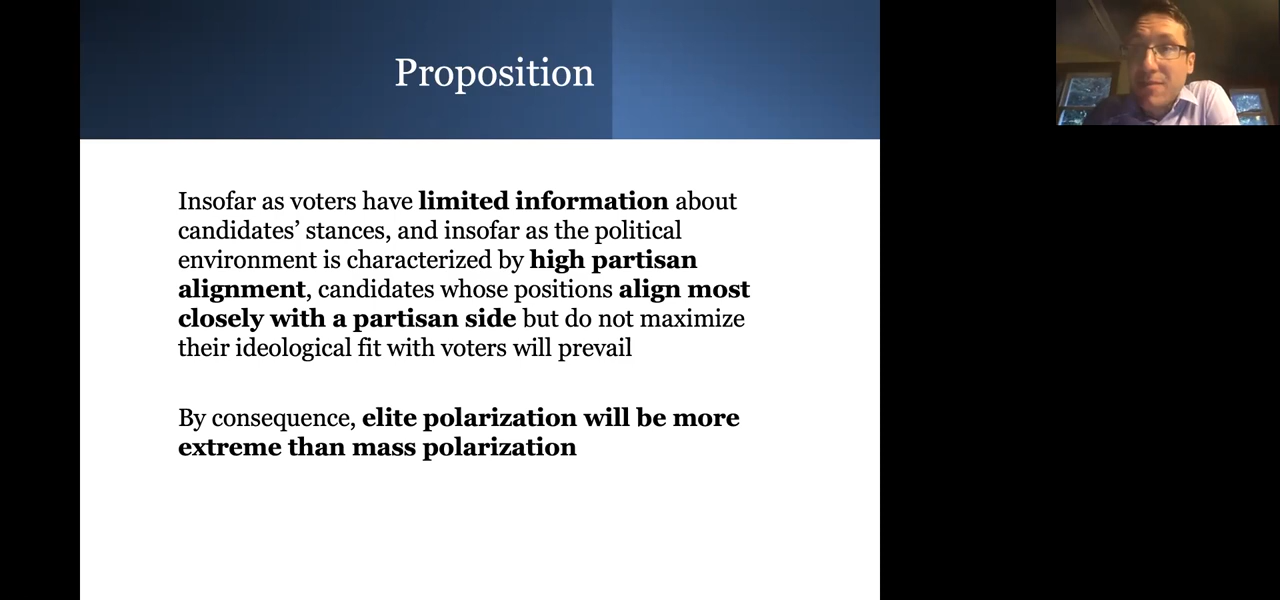 Proposition
Insofar as voters have limited information about
candidates’ stances, and insofar as the political
environment is characterized by high partisan
alignment, candidates whose positions align most
closely with a partisan side but do not maximize
their ideological fit with voters will prevail
By consequence, elite polarization will be more
extreme than mass polarization